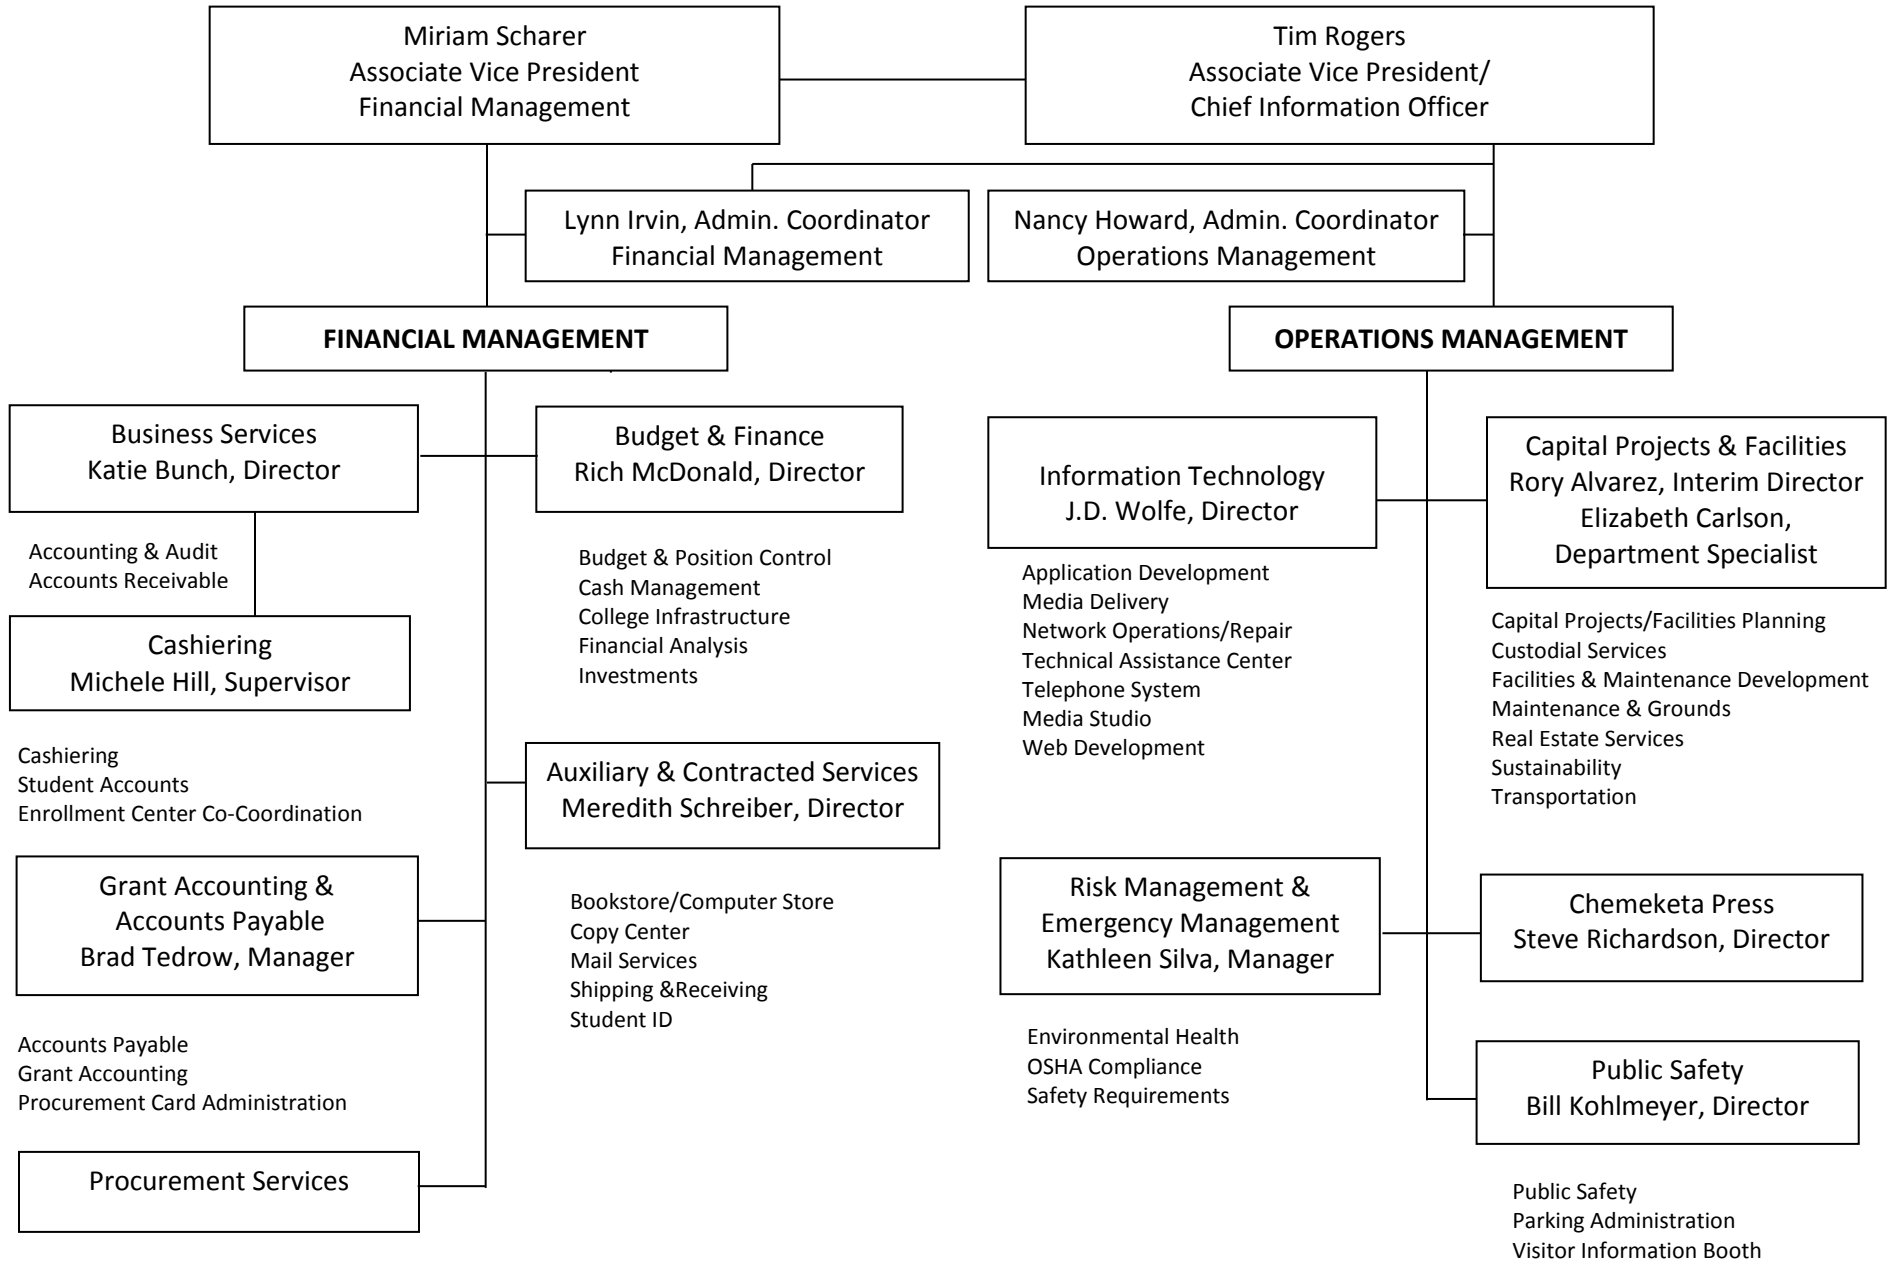 Miriam Scharer
Associate Vice President
Financial Management
Tim Rogers
Associate Vice President/
Chief Information Officer
Lynn Irvin, Admin. Coordinator
Financial Management
Nancy Howard, Admin. Coordinator
Operations Management
FINANCIAL MANAGEMENT
OPERATIONS MANAGEMENT
Business Services
Katie Bunch, Director
Accounting & Audit
Accounts Receivable
Cashiering
Michele Hill, Supervisor
Cashiering
Student Accounts
Enrollment Center Co-Coordination
Grant Accounting &
Accounts Payable
Brad Tedrow, Manager
Accounts Payable
Grant Accounting
Procurement Card Administration
Procurement Services
Budget & Finance
Rich McDonald, Director
Budget & Position Control
Cash Management
College Infrastructure
Financial Analysis
Investments
Auxiliary & Contracted Services
Meredith Schreiber, Director
Bookstore/Computer Store
Copy Center
Mail Services
Shipping &Receiving
Student ID
Information Technology
J.D. Wolfe, Director
Application Development
Media Delivery
Network Operations/Repair
Technical Assistance Center
Telephone System
Media Studio
Web Development
Risk Management &
Emergency Management
Kathleen Silva, Manager
Environmental Health
OSHA Compliance
Safety Requirements
Capital Projects & Facilities
Rory Alvarez, Interim Director
Elizabeth Carlson,
Department Specialist
Capital Projects/Facilities Planning
Custodial Services
Facilities & Maintenance Development
Maintenance & Grounds
Real Estate Services
Sustainability
Transportation
Chemeketa Press
Steve Richardson, Director
Public Safety
Bill Kohlmeyer, Director
Public Safety
Parking Administration
Visitor Information Booth